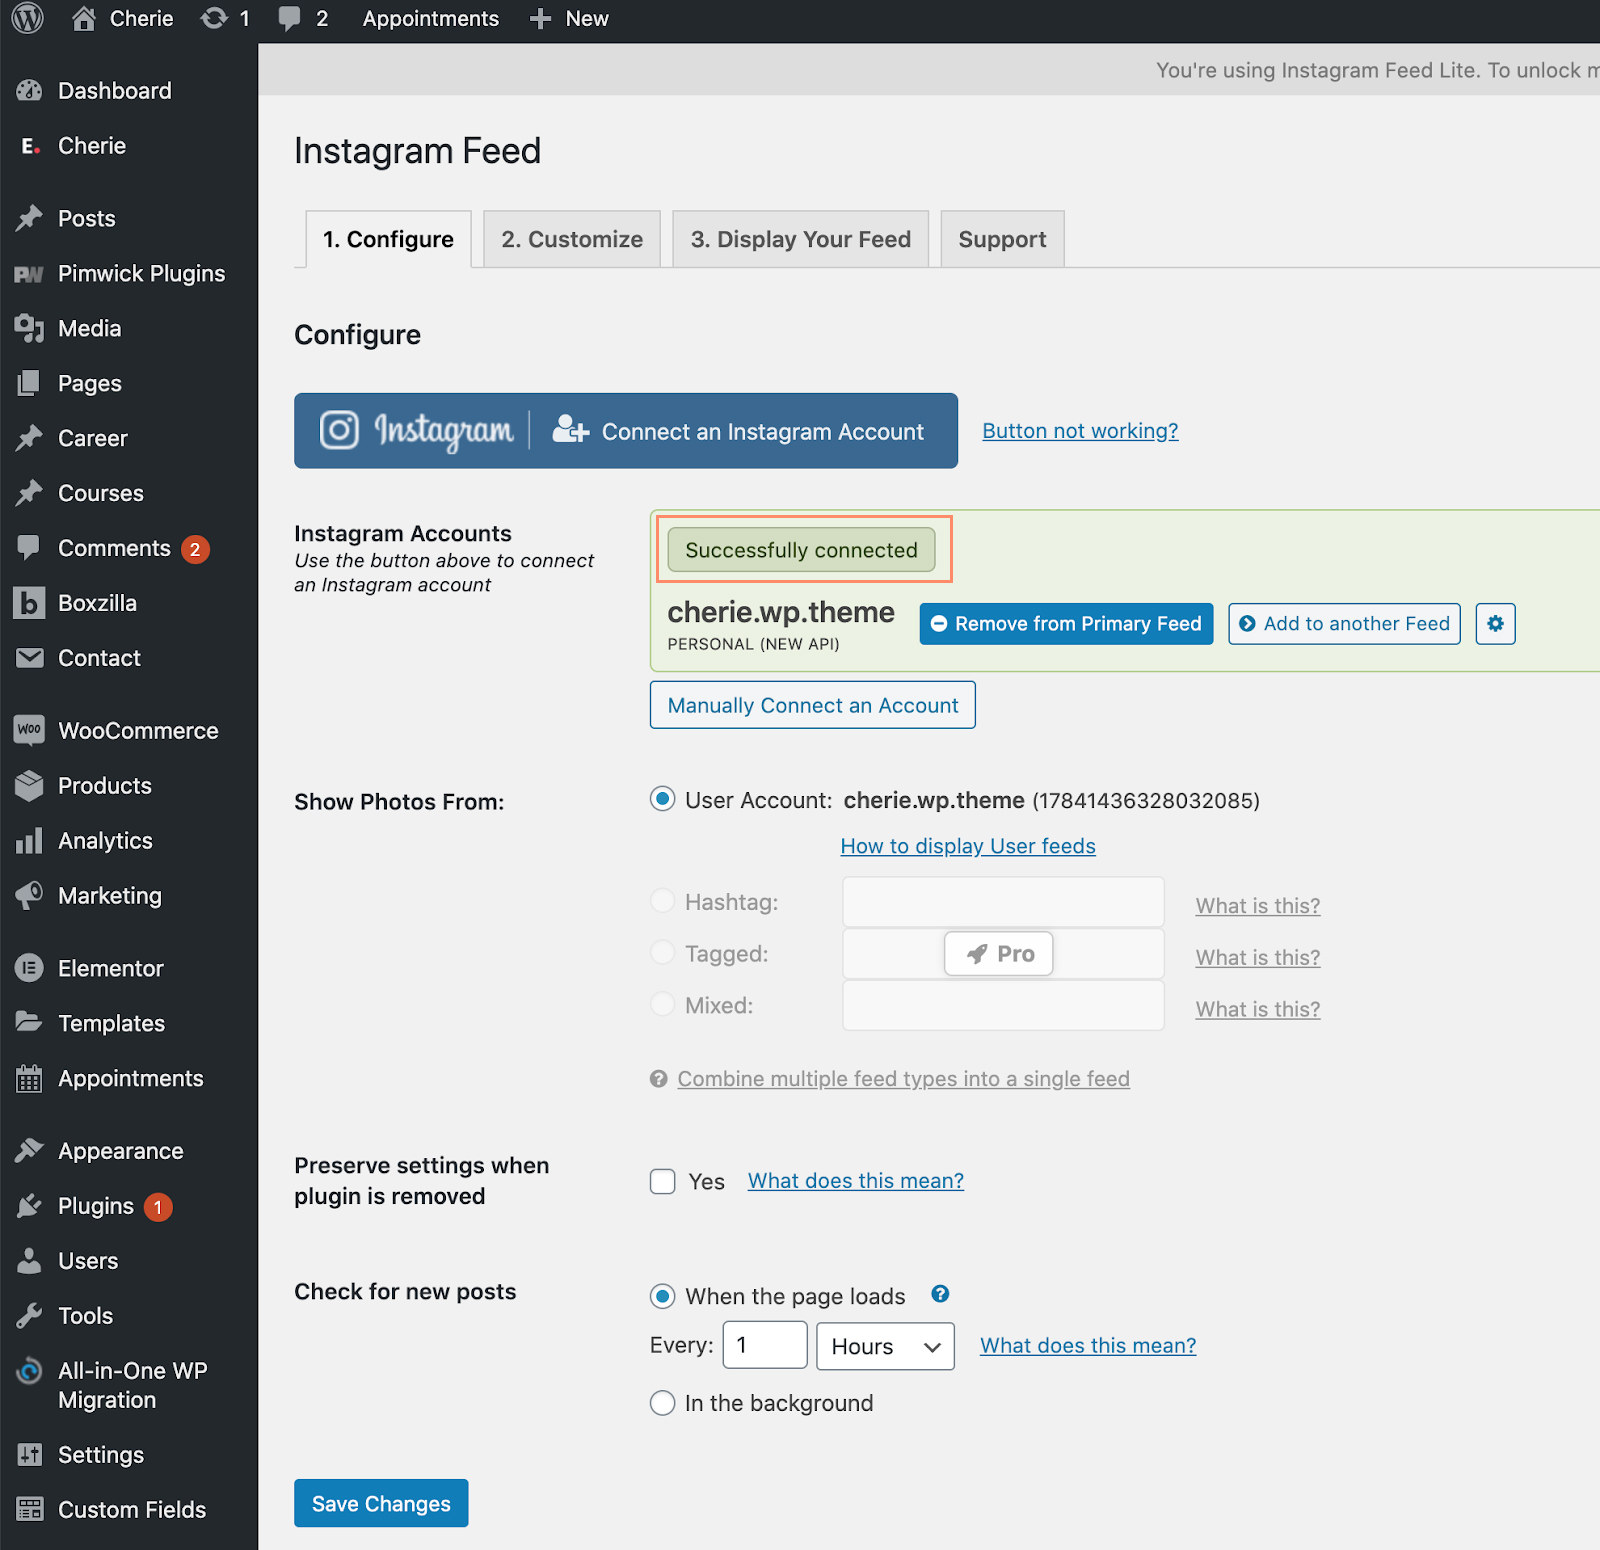 Cherie 1 2 Appointments New
Dashboard
Cherie
Posts
Pimwick Plugins
Media
Pages
Career
Courses
Comments 2
Boxzilla
Contact
WooCommerce
Products
Analytics
Marketing
Elementor
Templates
Appointments
Appearance
Plugins 1
Users
Tools
All-in-One WP
Migration
Settings
Custom Fields
You're using Instagram Feed Lite. To unlock
Instagram Feed
1. Configure 2. Customize 3. Display Your Feed Support
Configure
Instagram Connect an Instagram Account Button not working?
Instagram Accounts
Use the button above to connect
an Instagram account
Successfully connected
cherie.wp.theme
PERSONAL (NEW API)
Remove from Primary Feed Add to another Feed
Manually Connect an Account
Show Photos From:
User Account: cherie.wp.theme (17841436328032085)
How to display User feeds
Hashtag: What is this?
Tagged: Pro What is this?
Mixed: What is this?
Combine multiple feed types into a single feed
Preserve settings when
plugin is removed
Yes What does this mean?
Check for new posts
When the page loads
Every: 1 Hours What does this mean?
In the background
Save Changes